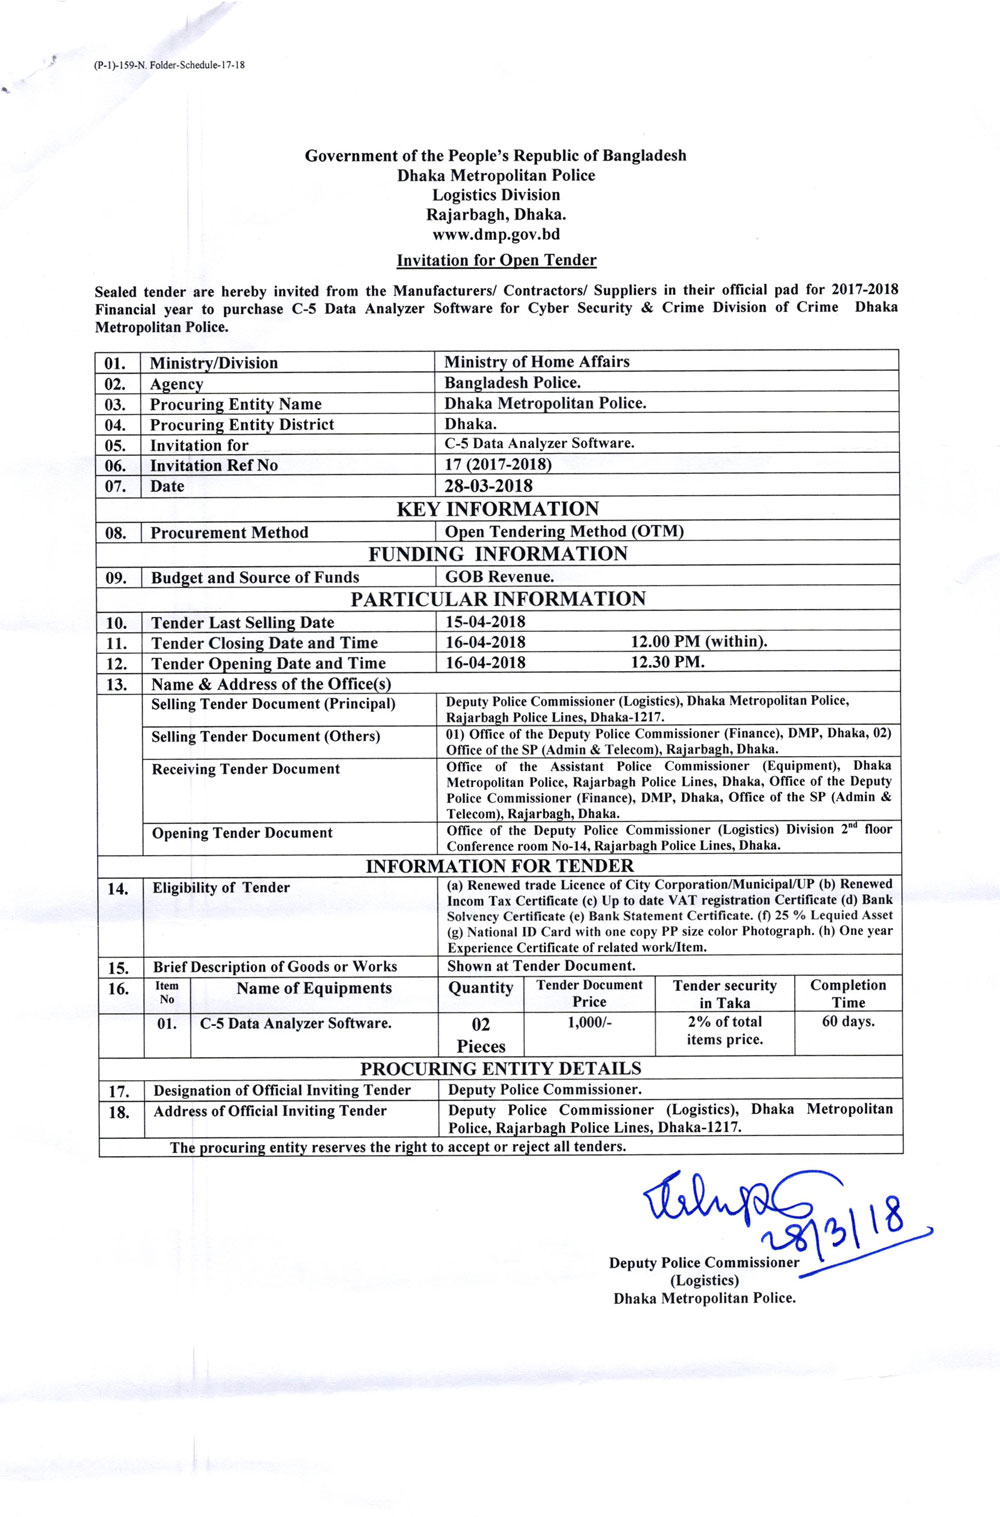 (P-1)-159-N. Folder-Schedule-17-18
Government of the People's Republic of Bangladesh
Dhaka Metropolitan Police
Logistics Division
Rajarbagh, Dhaka.
www.dmp.gov.bd
Invitation for Open Tender
Sealed tender are hereby invited from the Manufacturers/ Contractors/ Suppliers in their official pad for 2017-2018
Financial year to purchase C-5 Data Analyzer Software for Cyber Security & Crime Division of Crime Dhaka
Metropolitan Police.
01. Ministry/Division Ministry of Home Affairs
02. Agency Bangladesh Police.
03. Procuring Entity Name Dhaka Metropolitan Police.
04. Procuring Entity District Dhaka.
05. Invitation for C-5 Data Analyzer Software.
06. Invitation Ref No 17 (2017-2018)
07. Date 28-03-2018
KEY INFORMATION
08. Procurement Method Open Tendering Method (OTM)
FUNDING INFORMATION
09. Budget and Source of Funds GOB Revenue.
PARTICULAR INFORMATION
10. Tender Last Selling Date 15-04-2018
11. Tender Closing Date and Time 16-04-2018 12.00 PM (within).
12. Tender Opening Date and Time 16-04-2018 12.30 PM.
13. Name & Address of the Office(s)
Selling Tender Document (Principal) Deputy Police Commissioner (Logistics), Dhaka Metropolitan Police,
Rajarbagh Police Lines, Dhaka-1217.
Selling Tender Document (Others) 01) Office of the Deputy Police Commissioner (Finance), DMP, Dhaka, 02)
Office of the SP (Admin & Telecom), Rajarbagh, Dhaka.
Receiving Tender Document Office of the Assistant Police Commissioner (Equipment), Dhaka
Metropolitan Police, Rajarbagh Police Lines, Dhaka, Office of the Deputy
Police Commissioner (Finance), DMP, Dhaka, Office of the SP (Admin &
Telecom), Rajarbagh, Dhaka.
Opening Tender Document Office of the Deputy Police Commissioner (Logistics) Division 2nd floor
Conference room No-14, Rajarbagh Police Lines, Dhaka.
INFORMATION FOR TENDER
14. Eligibility of Tender (a) Renewed trade Licence of City Corporation/Municipal/UP (b) Renewed
Incom Tax Certificate (c) Up to date VAT registration Certificate (d) Bank
Solvency Certificate (e) Bank Statement Certificate. (f) 25 % Lequied Asset
(g) National ID Card with one copy PP size color Photograph. (h) One year
Experience Certificate of related work/Item.
15. Brief Description of Goods or Works Shown at Tender Document.
16. Item No Name of Equipments Quantity Tender Document Price Tender security in Taka Completion Time
01. C-5 Data Analyzer Software. 02 Pieces 1,000/- 2% of total items price. 60 days.
PROCURING ENTITY DETAILS
17. Designation of Official Inviting Tender Deputy Police Commissioner.
18. Address of Official Inviting Tender Deputy Police Commissioner (Logistics), Dhaka Metropolitan
Police, Rajarbagh Police Lines, Dhaka-1217.
The procuring entity reserves the right to accept or reject all tenders.
28/3/18
Deputy Police Commissioner
(Logistics)
Dhaka Metropolitan Police.